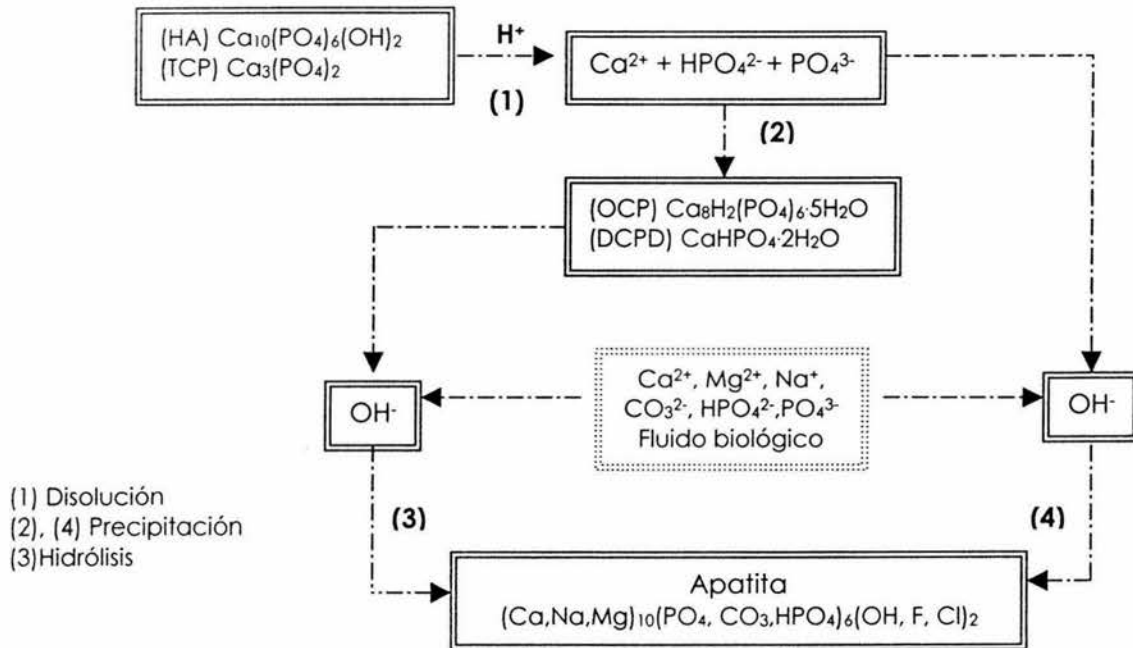 (HA) Ca₁₀(PO₄)₆(OH)₂
(TCP) Ca₃(PO₄)₂
H⁺
(1)
Ca²⁺ + HPO₄²⁻ + PO₄³⁻
(2)
(OCP) Ca₈H₂(PO₄)₆·5H₂O
(DCPD) CaHPO₄·2H₂O
OH⁻
Ca²⁺, Mg²⁺, Na⁺,
CO₃²⁻, HPO₄²⁻,PO₄³⁻
Fluido biológico
OH⁻
(1) Disolución
(2), (4) Precipitación
(3)Hidrólisis
(3)
(4)
Apatita
(Ca,Na,Mg)₁₀(PO₄, CO₃,HPO₄)₆(OH, F, Cl)₂